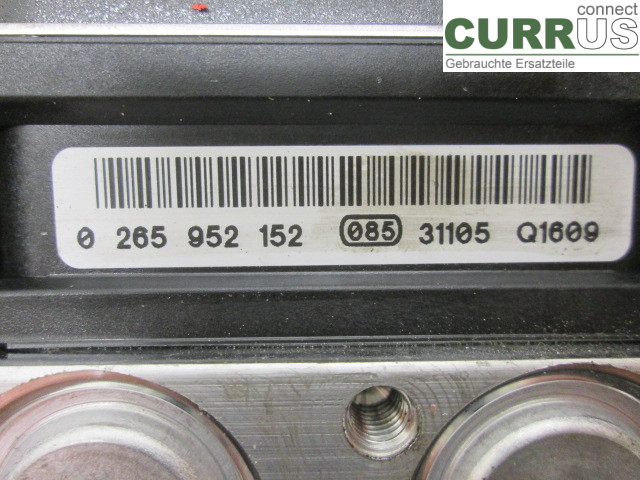 connect
CURRUS
Gebrauchte Ersatzteile
0 265 952 152 085 31105 Q1609